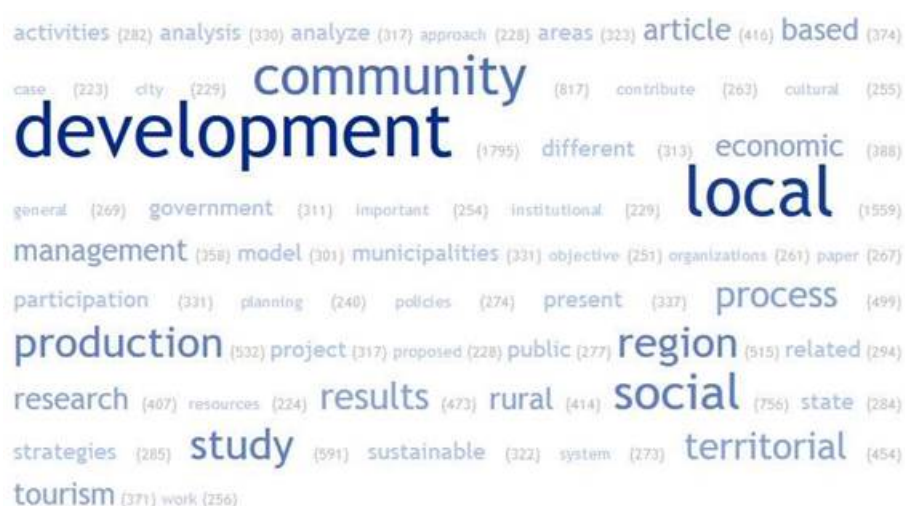 activities (282) analysis (330) analyze (317) approach (228) areas (323) article (416) based (374)
case (223) city (229) community (817) contribute (263) cultural (255)
development (1795) different (313) economic (388)
general (269) government (311) important (254) institutional (229) local (1559)
management (358) model (301) municipalities (331) objective (251) organizations (261) paper (267)
participation (331) planning (240) policies (274) present (337) process (499)
production (532) project (317) proposed (228) public (277) region (515) related (294)
research (407) resources (224) results (473) rural (414) social (756) state (284)
strategies (285) study (591) sustainable (322) system (273) territorial (454)
tourism (371) work (256)